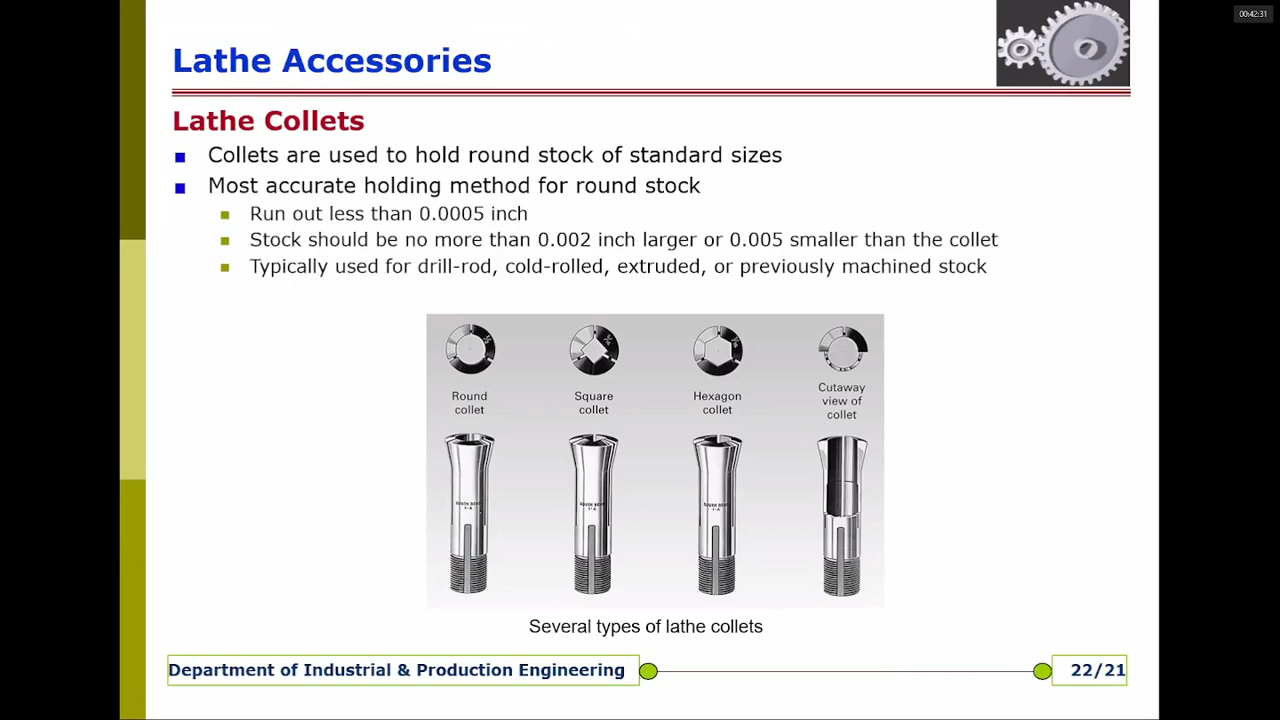 00:42:31
Lathe Accessories
Lathe Collets
Collets are used to hold round stock of standard sizes
Most accurate holding method for round stock
Run out less than 0.0005 inch
Stock should be no more than 0.002 inch larger or 0.005 smaller than the collet
Typically used for drill-rod, cold-rolled, extruded, or previously machined stock
Round
collet
Square
collet
Hexagon
collet
Cutaway
view of
collet
Several types of lathe collets
Department of Industrial & Production Engineering
22/21